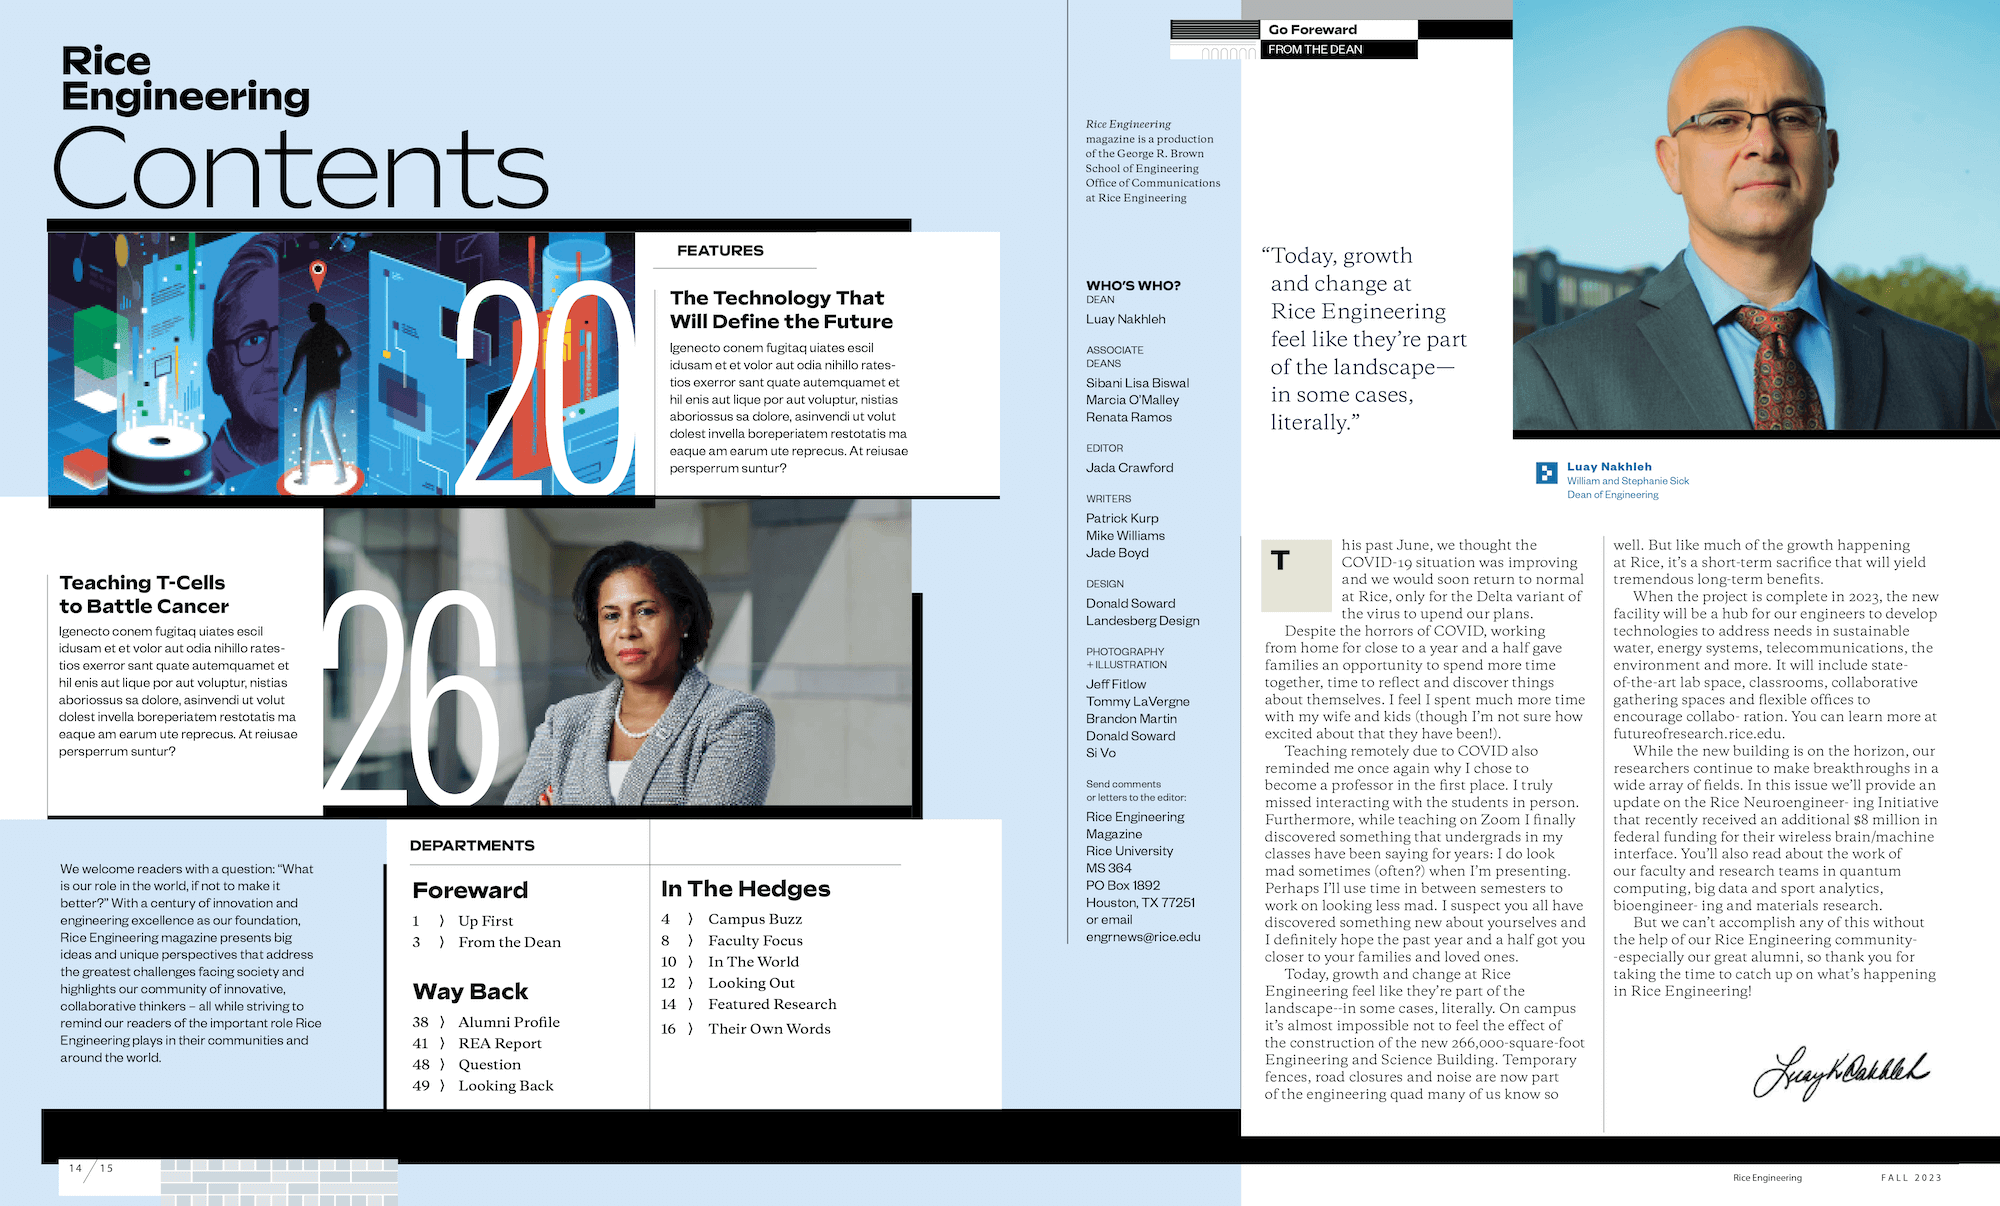 Rice
Engineering
Contents
FEATURES
20
The Technology That
Will Define the Future
Igenecto conem fugitaq uiates escil
idusam et et volor aut odia nihillo rates-
tios exerror sant quate autemquamet et
hil enis aut lique por aut voluptur, nistias
aboriossus sa dolore, asinvendi ut volut
dolest invella boreperiatem restotatis ma
eaque am earum ute reprecus. At reiusae
persperrum suntur?
Teaching T-Cells
to Battle Cancer
Igenecto conem fugitaq uiates escil
idusam et et volor aut odia nihillo rates-
tios exerror sant quate autemquamet et
hil enis aut lique por aut voluptur, nistias
aboriossus sa dolore, asinvendi ut volut
dolest invella boreperiatem restotatis ma
eaque am earum ute reprecus. At reiusae
persperrum suntur?
26
We welcome readers with a question: “What
is our role in the world, if not to make it
better?” With a century of innovation and
engineering excellence as our foundation,
Rice Engineering magazine presents big
ideas and unique perspectives that address
the greatest challenges facing society and
highlights our community of innovative,
collaborative thinkers – all while striving to
remind our readers of the important role Rice
Engineering plays in their communities and
around the world.
DEPARTMENTS
Foreward
1 ⟩ Up First
3 ⟩ From the Dean
Way Back
38 ⟩ Alumni Profile
41 ⟩ REA Report
48 ⟩ Question
49 ⟩ Looking Back
In The Hedges
4 ⟩ Campus Buzz
8 ⟩ Faculty Focus
10 ⟩ In The World
12 ⟩ Looking Out
14 ⟩ Featured Research
16 ⟩ Their Own Words
14 / 15
Rice Engineering
magazine is a production
of the George R. Brown
School of Engineering
Office of Communications
at Rice Engineering
WHO’S WHO?
DEAN
Luay Nakhleh
ASSOCIATE
DEANS
Sibani Lisa Biswal
Marcia O’Malley
Renata Ramos
EDITOR
Jada Crawford
WRITERS
Patrick Kurp
Mike Williams
Jade Boyd
DESIGN
Donald Soward
Landesberg Design
PHOTOGRAPHY
+ILLUSTRATION
Jeff Fitlow
Tommy LaVergne
Brandon Martin
Donald Soward
Si Vo
Send comments
or letters to the editor:
Rice Engineering
Magazine
Rice University
MS 364
PO Box 1892
Houston, TX 77251
or email
engrnews@rice.edu
Go Foreward
FROM THE DEAN
“Today, growth
and change at
Rice Engineering
feel like they’re part
of the landscape—
in some cases,
literally.”
Luay Nakhleh
William and Stephanie Sick
Dean of Engineering
This past June, we thought the
COVID-19 situation was improving
and we would soon return to normal
at Rice, only for the Delta variant of
the virus to upend our plans.
Despite the horrors of COVID, working
from home for close to a year and a half gave
families an opportunity to spend more time
together, time to reflect and discover things
about themselves. I feel I spent much more time
with my wife and kids (though I’m not sure how
excited about that they have been!).
Teaching remotely due to COVID also
reminded me once again why I chose to
become a professor in the first place. I truly
missed interacting with the students in person.
Furthermore, while teaching on Zoom I finally
discovered something that undergrads in my
classes have been saying for years: I do look
mad sometimes (often?) when I’m presenting.
Perhaps I’ll use time in between semesters to
work on looking less mad. I suspect you all have
discovered something new about yourselves and
I definitely hope the past year and a half got you
closer to your families and loved ones.
Today, growth and change at Rice
Engineering feel like they’re part of the
landscape--in some cases, literally. On campus
it’s almost impossible not to feel the effect of
the construction of the new 266,000-square-foot
Engineering and Science Building. Temporary
fences, road closures and noise are now part
of the engineering quad many of us know so
well. But like much of the growth happening
at Rice, it’s a short-term sacrifice that will yield
tremendous long-term benefits.
When the project is complete in 2023, the new
facility will be a hub for our engineers to develop
technologies to address needs in sustainable
water, energy systems, telecommunications, the
environment and more. It will include state-
of-the-art lab space, classrooms, collaborative
gathering spaces and flexible offices to
encourage collabo- ration. You can learn more at
futureofresearch.rice.edu.
While the new building is on the horizon, our
researchers continue to make breakthroughs in a
wide array of fields. In this issue we’ll provide an
update on the Rice Neuroengineer- ing Initiative
that recently received an additional $8 million in
federal funding for their wireless brain/machine
interface. You’ll also read about the work of
our faculty and research teams in quantum
computing, big data and sport analytics,
bioengineer- ing and materials research.
But we can’t accomplish any of this without
the help of our Rice Engineering community-
-especially our great alumni, so thank you for
taking the time to catch up on what’s happening
in Rice Engineering!
Luay K Nakhleh
Rice Engineering
FALL 2023